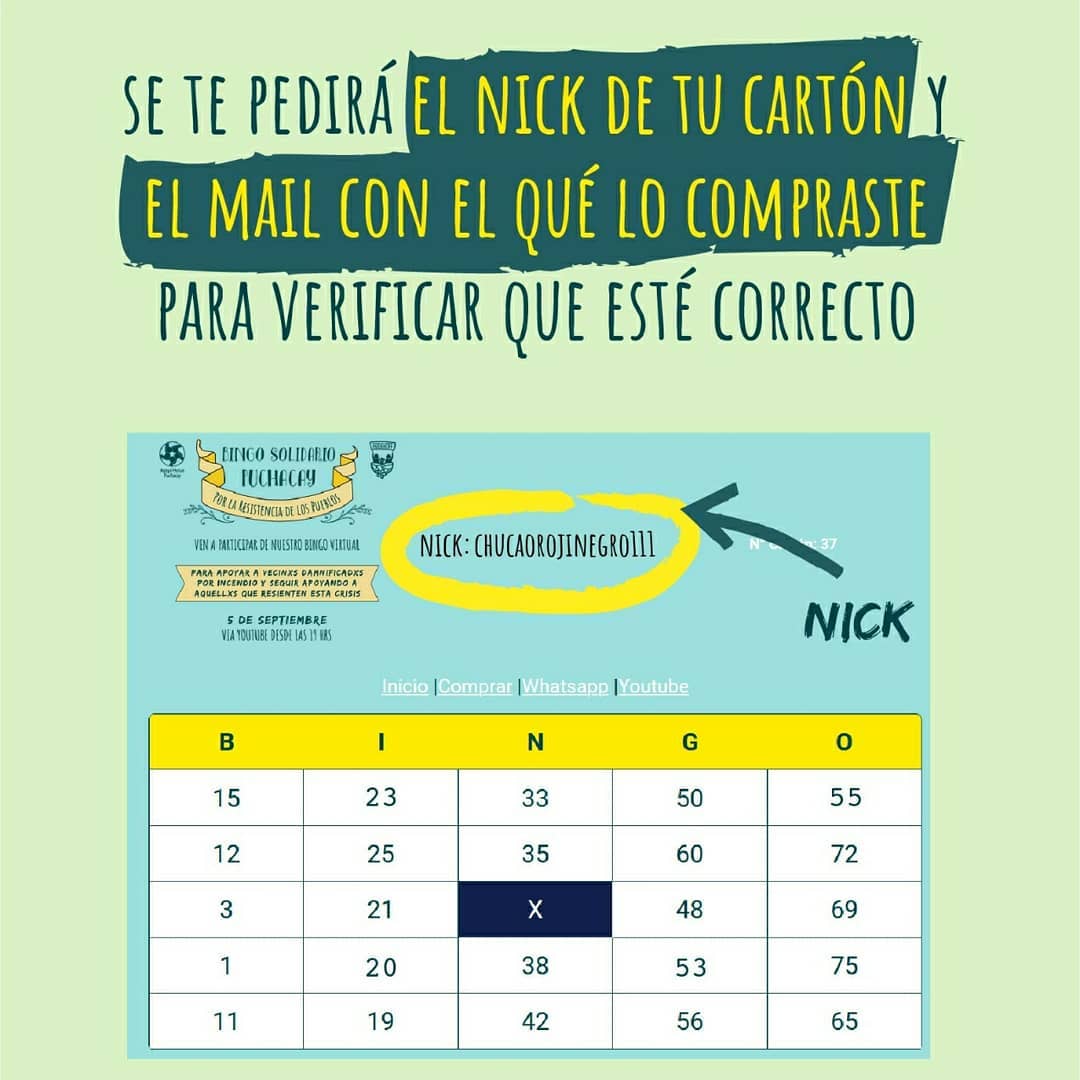 SE TE PEDIRÁ EL NICK DE TU CARTÓN Y
EL MAIL CON EL QUÉ LO COMPRASTE
PARA VERIFICAR QUE ESTÉ CORRECTO
BINGO SOLIDARIO
PUCHACAY
POR LA RESISTENCIA DE LOS PUEBLOS
VEN A PARTICIPAR DE NUESTRO BINGO VIRTUAL
PARA APOYAR A VECINXS DAMNIFICADXS
POR INCENDIO Y SEGUIR APOYANDO A
AQUELLXS QUE RESIENTEN ESTA CRISIS
5 DE SEPTIEMBRE
VIA YOUTUBE DESDE LAS 19 HRS
NICK: CHUCAOROJINEGRO111
N° : 37
NICK
Inicio |Comprar |Whatsapp |Youtube
B I N G O
15 23 33 50 55
12 25 35 60 72
3 21 X 48 69
1 20 38 53 75
11 19 42 56 65